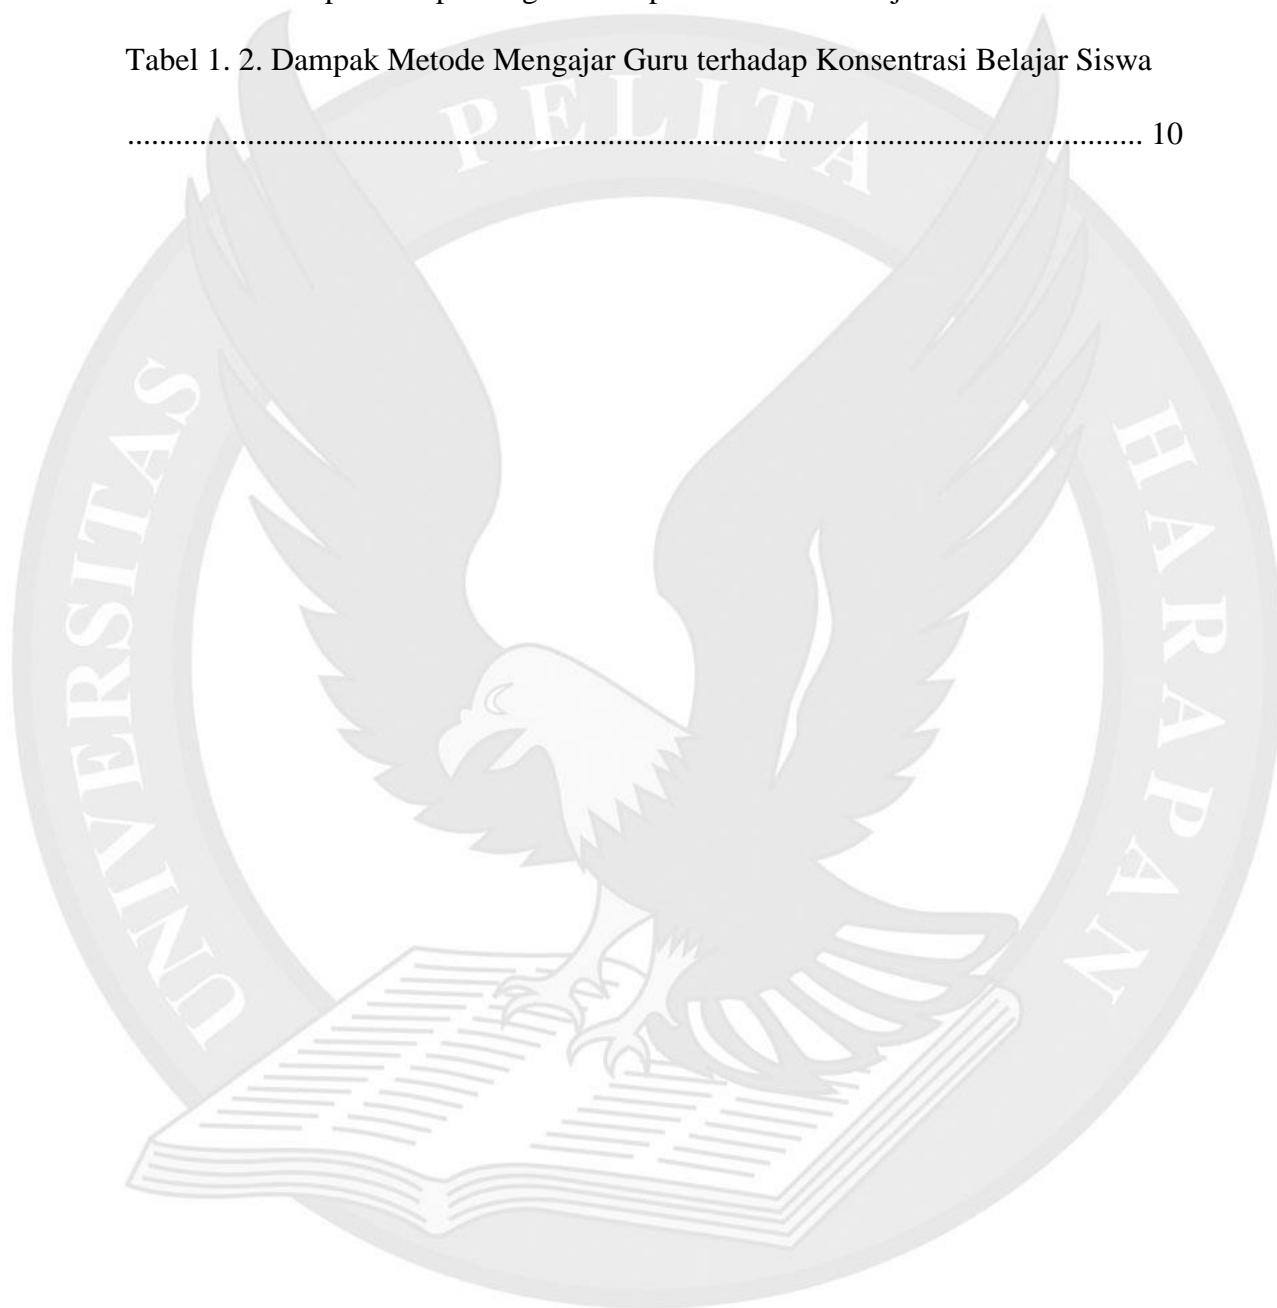 Tabel 1. 2. Dampak Metode Mengajar Guru terhadap Konsentrasi Belajar Siswa
........................................................................................................................... 10
PELITA
UNIVERSITAS
HARAPAN